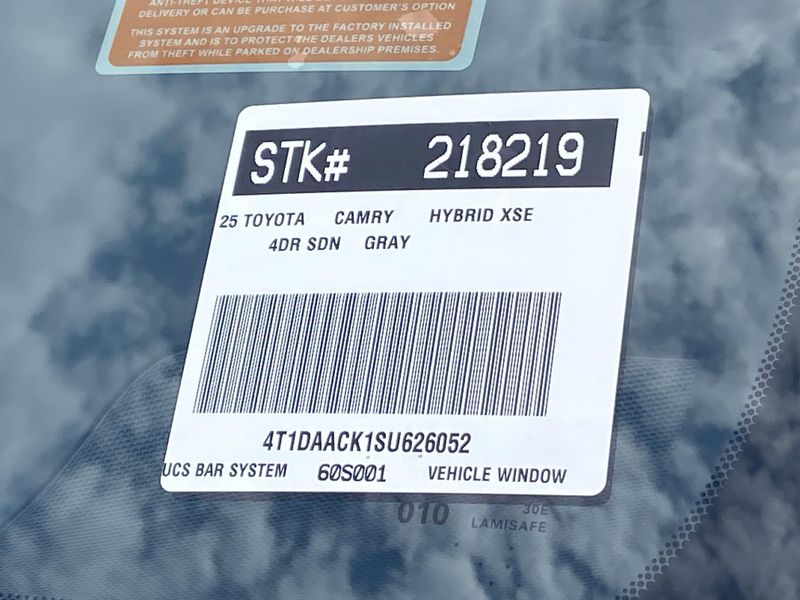 ANTI-THEFT DEVICE THAT
DELIVERY OR CAN BE PURCHASE AT CUSTOMER'S OPTION
THIS SYSTEM IS AN UPGRADE TO THE FACTORY INSTALLED
SYSTEM AND IS TO PROTECT THE DEALERS VEHICLES
FROM THEFT WHILE PARKED ON DEALERSHIP PREMISES.
STK# 218219
25 TOYOTA CAMRY HYBRID XSE
4DR SDN GRAY
4T1DAACK1SU626052
UCS BAR SYSTEM 60S001 VEHICLE WINDOW
010 30E
LAMISAFE